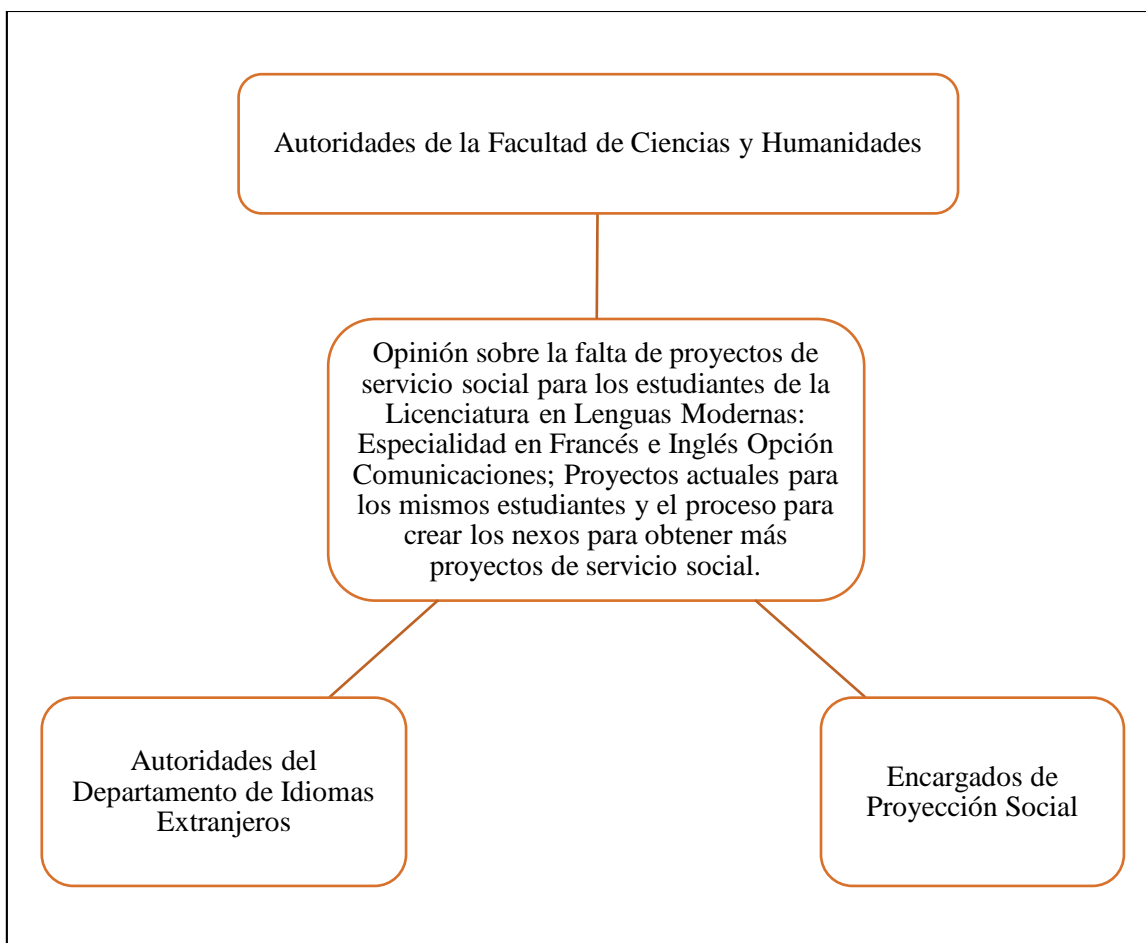 Autoridades de la Facultad de Ciencias y Humanidades
Opinión sobre la falta de proyectos de
servicio social para los estudiantes de la
Licenciatura en Lenguas Modernas:
Especialidad en Francés e Inglés Opción
Comunicaciones; Proyectos actuales para
los mismos estudiantes y el proceso para
crear los nexos para obtener más
proyectos de servicio social.
Autoridades del
Departamento de Idiomas
Extranjeros
Encargados de
Proyección Social